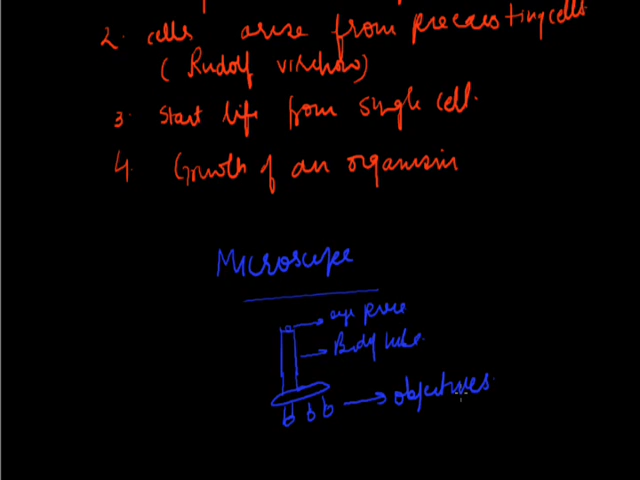 2. cells arise from preexisting cells
( Rudolf virchow)
3. Start life from single cell.
4. Growth of an organism
Microscope
eye piece
Body tube
objectives